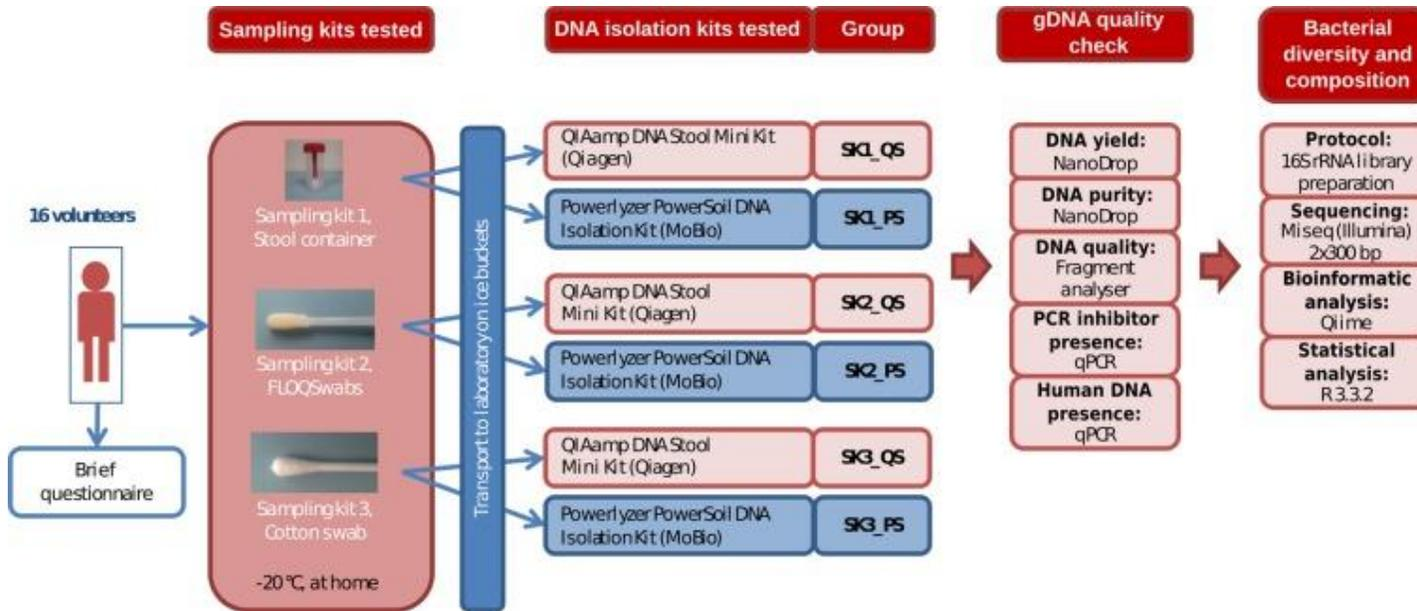 Sampling kits tested
DNA isolation kits tested
Group
gDNA quality
check
Bacterial
diversity and
composition
16 volunteers
Brief
questionnaire
Sampling kit 1,
Stool container
Sampling kit 2,
FLOQSwabs
Sampling kit 3,
Cotton swab
-20 °C, at home
Transport to laboratory on ice buckets
QIAamp DNA Stool Mini Kit
(Qiagen)
SK1_QS
Powerlyzer PowerSoil DNA
Isolation Kit (MoBio)
SK1_PS
QIAamp DNA Stool
Mini Kit (Qiagen)
SK2_QS
Powerlyzer PowerSoil DNA
Isolation Kit (MoBio)
SK2_PS
QIAamp DNA Stool
Mini Kit (Qiagen)
SK3_QS
Powerlyzer PowerSoil DNA
Isolation Kit (MoBio)
SK3_PS
DNA yield:
NanoDrop
DNA purity:
NanoDrop
DNA quality:
Fragment
analyser
PCR inhibitor
presence:
qPCR
Human DNA
presence:
qPCR
Protocol:
16S rRNA library
preparation
Sequencing:
Miseq (Illumina)
2x300 bp
Bioinformatic
analysis:
Qiime
Statistical
analysis:
R 3.3.2